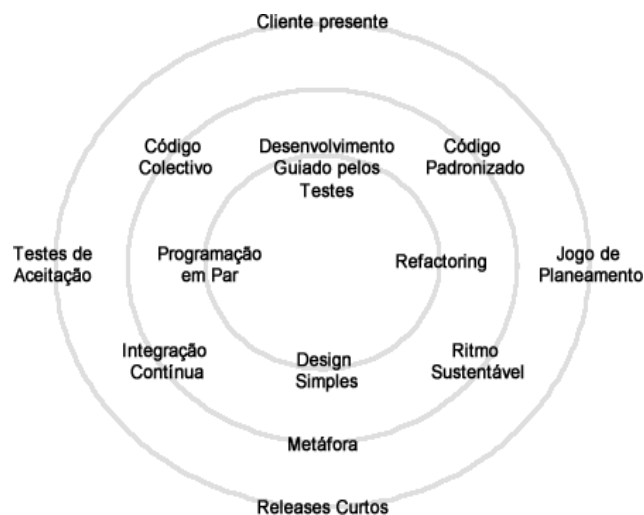 Cliente presente
Código
Colectivo
Desenvolvimento
Guiado pelos
Testes
Código
Padronizado
Testes de
Aceitação
Programação
em Par
Refactoring
Jogo de
Planeamento
Integração
Contínua
Design
Simples
Ritmo
Sustentável
Metáfora
Releases Curtos